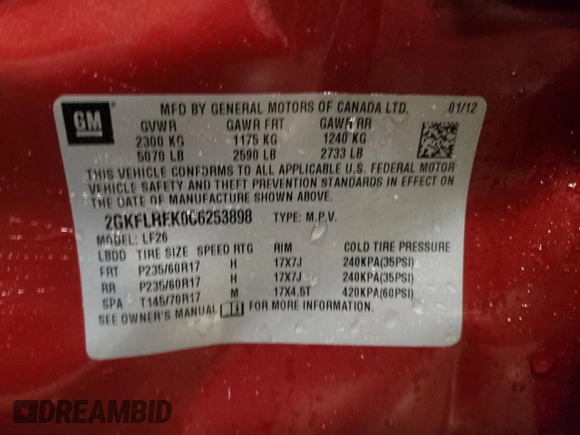 GM
MFD BY GENERAL MOTORS OF CANADA LTD. 01/12
GVWR GAWR FRT GAWR RR
2300 KG 1175 KG 1240 KG
5070 LB 2590 LB 2733 LB
THIS VEHICLE CONFORMS TO ALL APPLICABLE U.S. FEDERAL MOTOR
VEHICLE SAFETY AND THEFT PREVENTION STANDARDS IN EFFECT ON
THE DATE OF MANUFACTURE SHOWN ABOVE.
2GKFLRFK0C6253898 TYPE: M.P.V.
MODEL: LF26
LBDD TIRE SIZE SPEED RTG RIM COLD TIRE PRESSURE
FRT P235/60R17 H 17X7J 240KPA(35PSI)
RR P235/60R17 H 17X7J 240KPA(35PSI)
SPA T145/70R17 M 17X4.5T 420KPA(60PSI)
SEE OWNER'S MANUAL FOR MORE INFORMATION.
DREAMBID